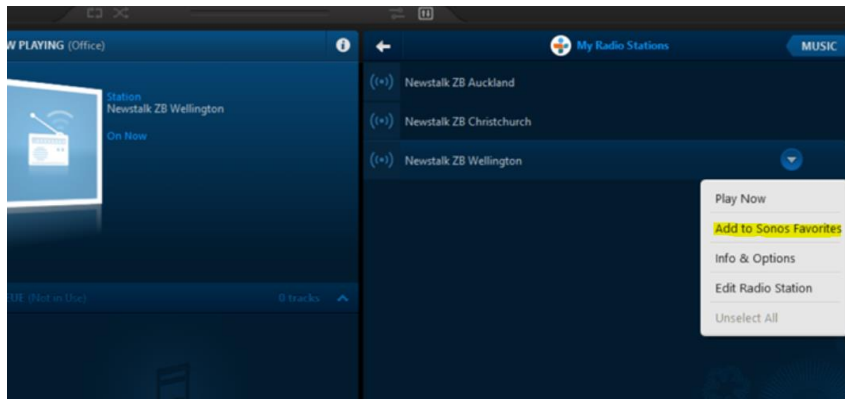 W PLAYING (Office)
Station
Newstalk ZB Wellington
On Now
UE (Not in Use)
0 tracks
My Radio Stations
MUSIC
Newstalk ZB Auckland
Newstalk ZB Christchurch
Newstalk ZB Wellington
Play Now
Add to Sonos Favorites
Info & Options
Edit Radio Station
Unselect All